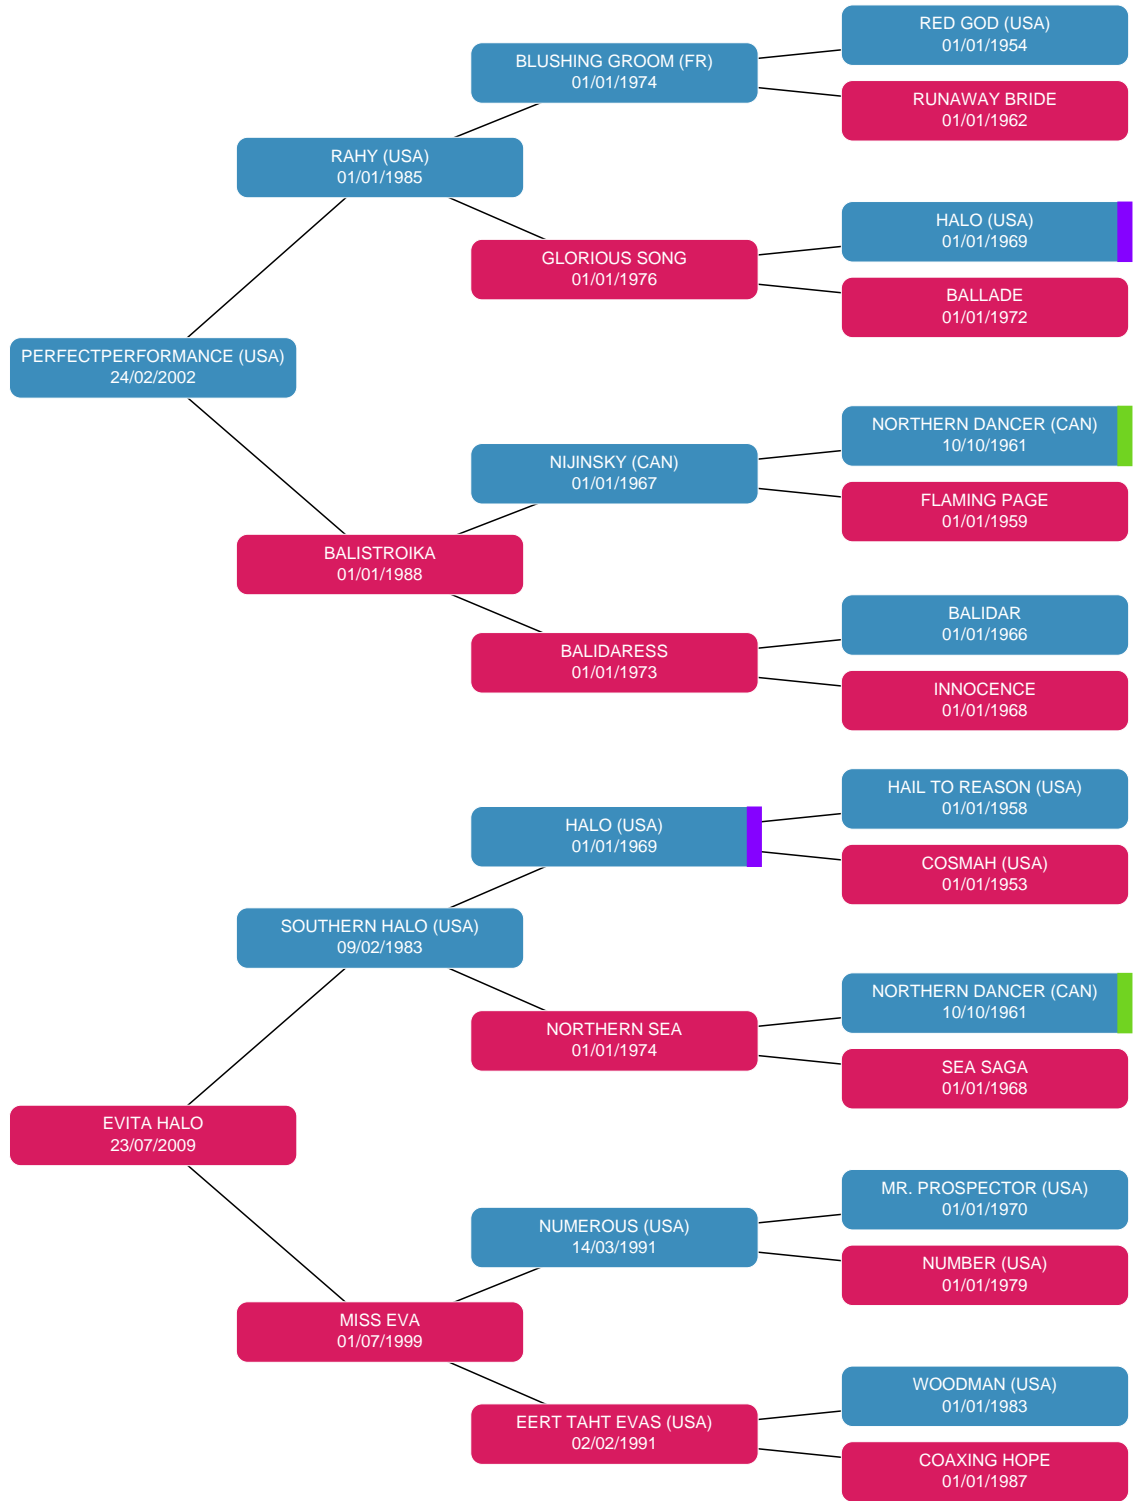 RED GOD (USA)
01/01/1954
BLUSHING GROOM (FR)
01/01/1974
RUNAWAY BRIDE
01/01/1962
RAHY (USA)
01/01/1985
HALO (USA)
01/01/1969
GLORIOUS SONG
01/01/1976
BALLADE
01/01/1972
PERFECTPERFORMANCE (USA)
24/02/2002
NORTHERN DANCER (CAN)
10/10/1961
NIJINSKY (CAN)
01/01/1967
FLAMING PAGE
01/01/1959
BALISTROIKA
01/01/1988
BALIDAR
01/01/1966
BALIDARESS
01/01/1973
INNOCENCE
01/01/1968
HAIL TO REASON (USA)
01/01/1958
HALO (USA)
01/01/1969
COSMAH (USA)
01/01/1953
SOUTHERN HALO (USA)
09/02/1983
NORTHERN DANCER (CAN)
10/10/1961
NORTHERN SEA
01/01/1974
SEA SAGA
01/01/1968
EVITA HALO
23/07/2009
MR. PROSPECTOR (USA)
01/01/1970
NUMEROUS (USA)
14/03/1991
NUMBER (USA)
01/01/1979
MISS EVA
01/07/1999
WOODMAN (USA)
01/01/1983
EERT TAHT EVAS (USA)
02/02/1991
COAXING HOPE
01/01/1987